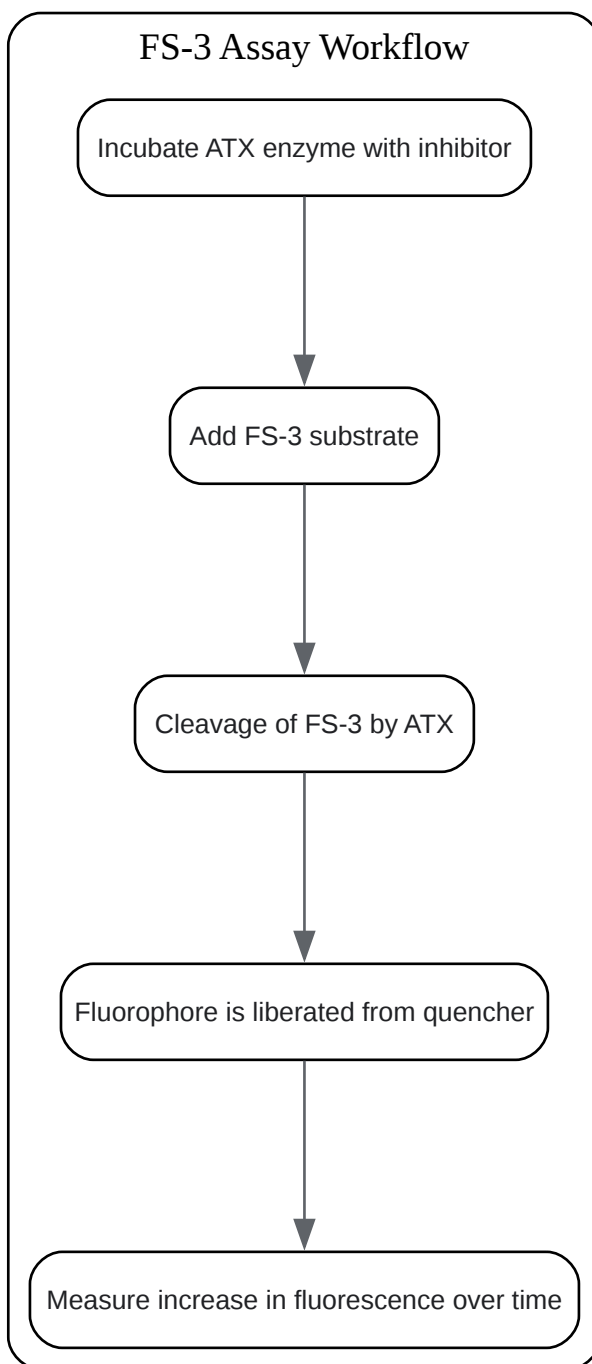 FS-3 Assay Workflow
Incubate ATX enzyme with inhibitor
Add FS-3 substrate
Cleavage of FS-3 by ATX
Fluorophore is liberated from quencher
Measure increase in fluorescence over time